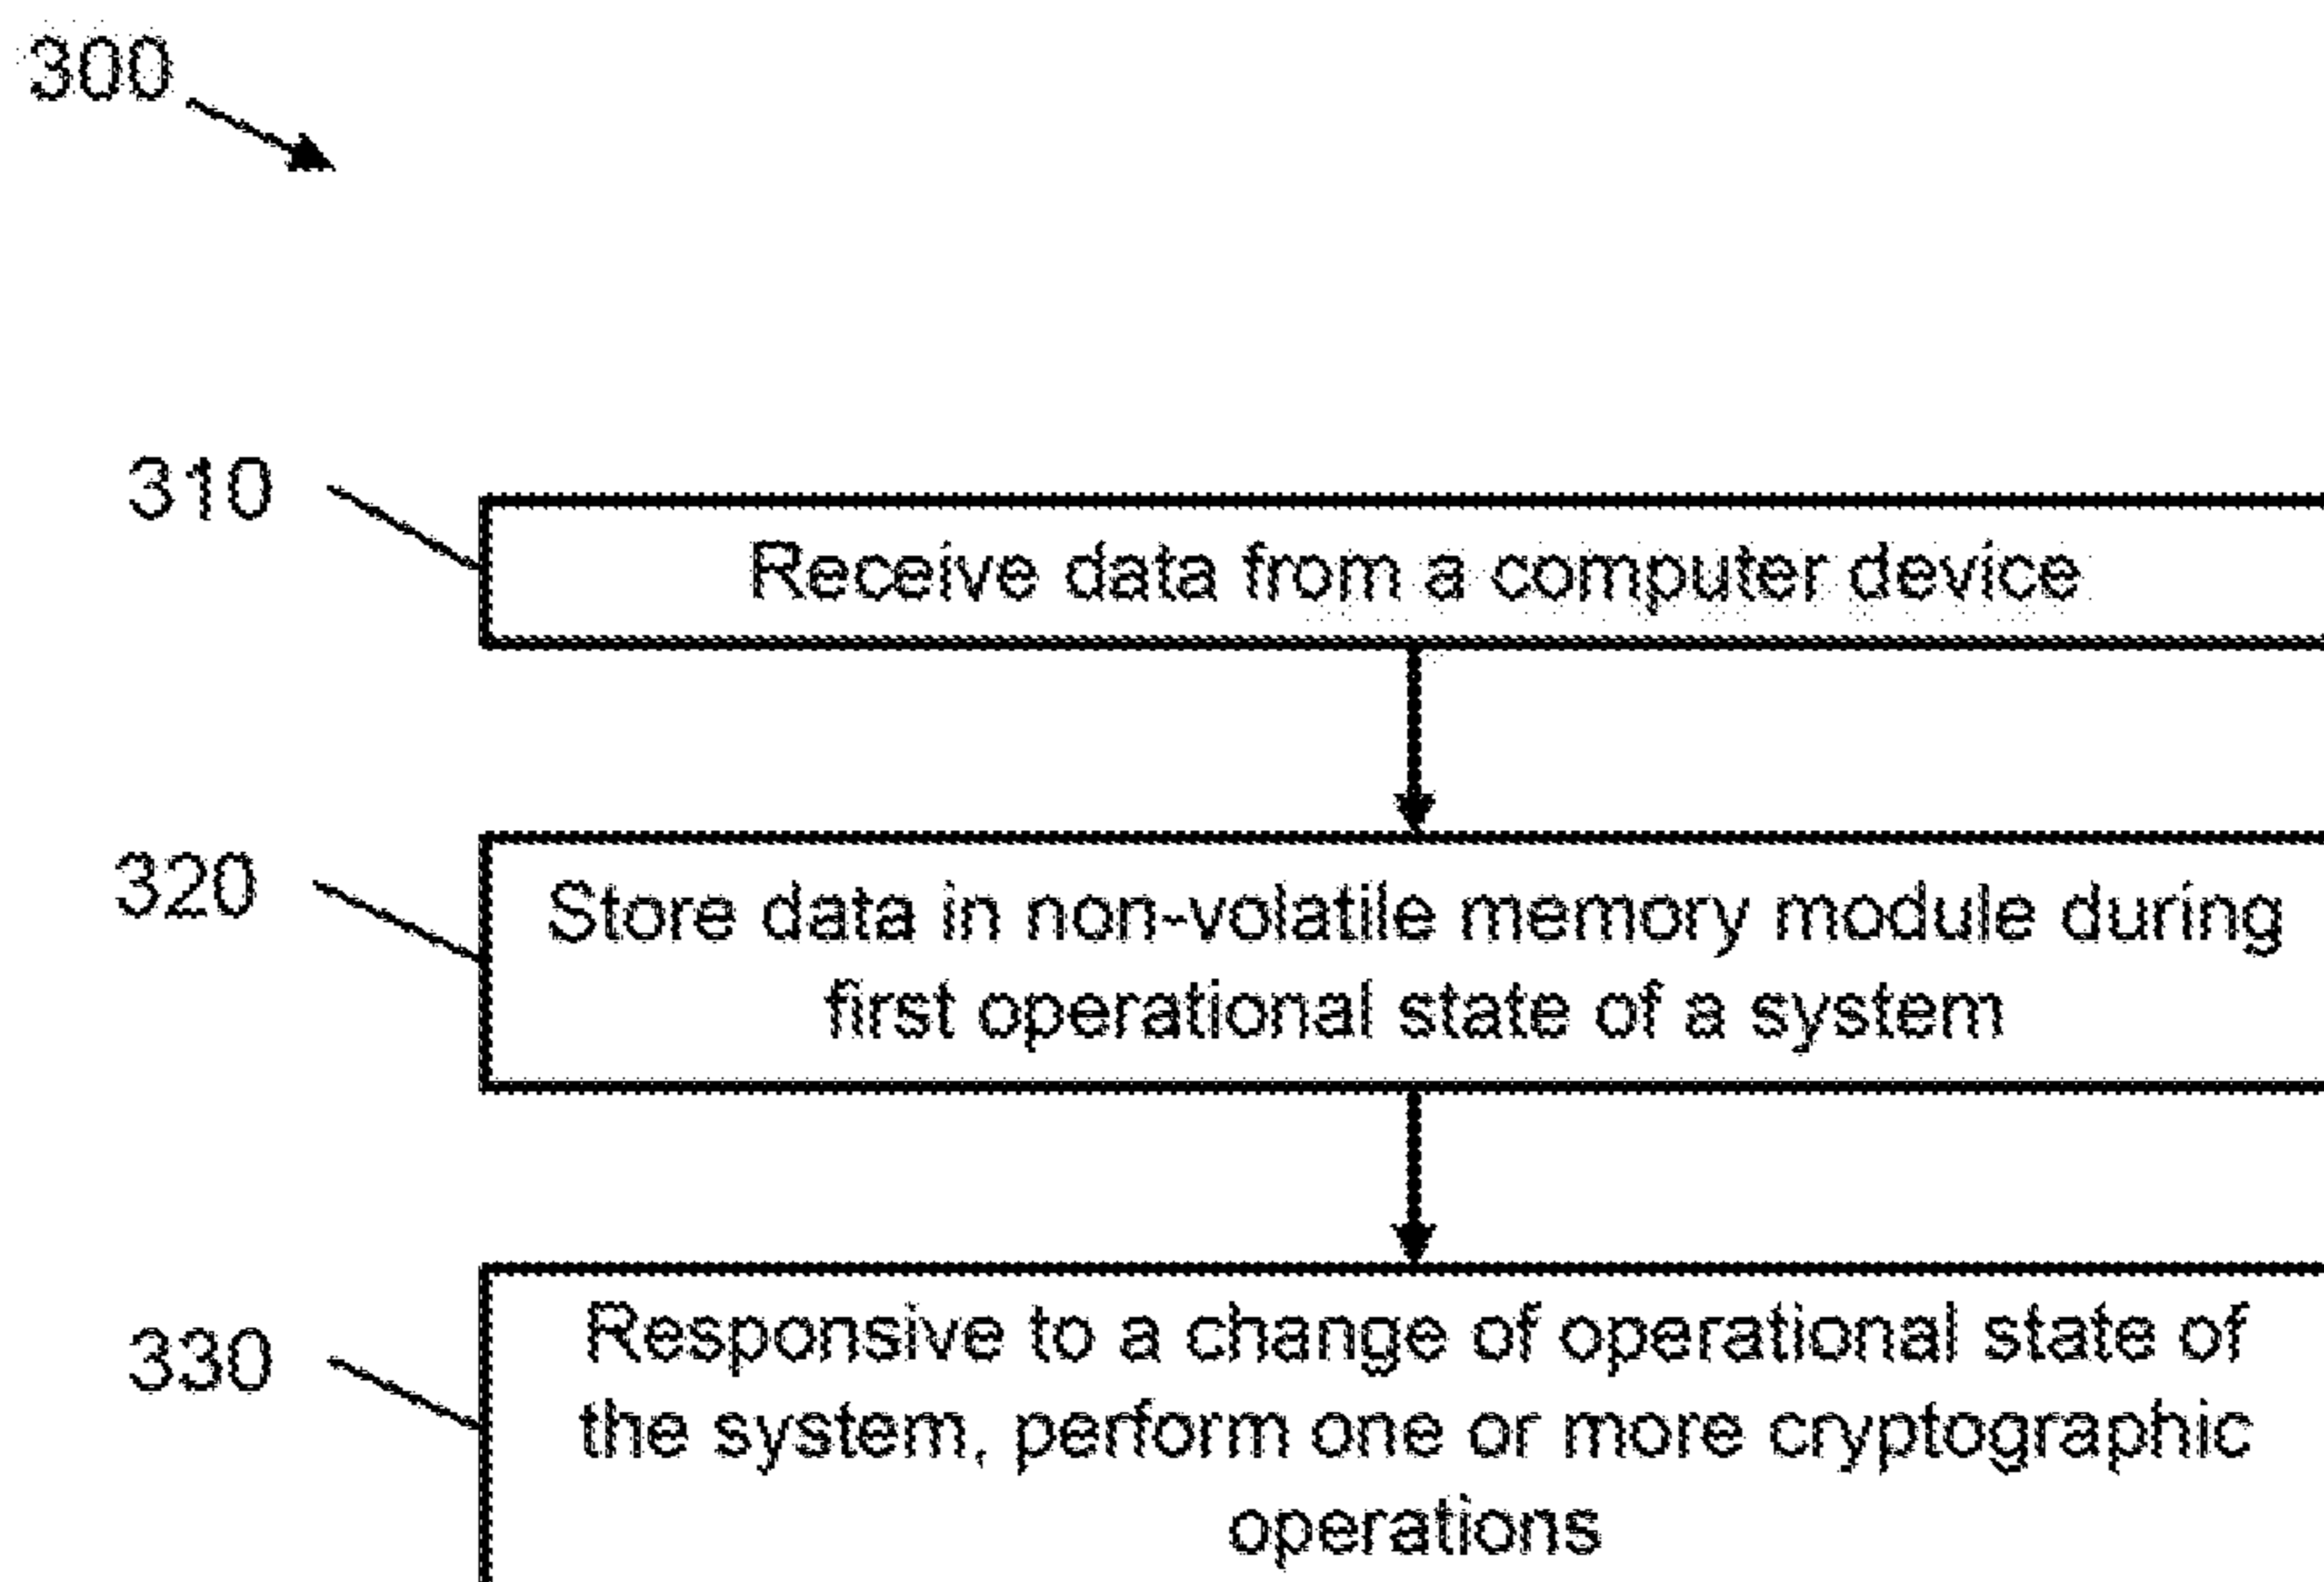 300
310
Receive data from a computer device
320
Store data in non-volatile memory module during
first operational state of a system
330
Responsive to a change of operational state of
the system, perform one or more cryptographic
operations